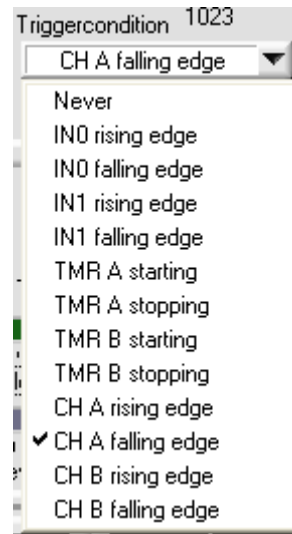 Triggercondition 1023
CH A falling edge
Never
IN0 rising edge
IN0 falling edge
IN1 rising edge
IN1 falling edge
TMR A starting
TMR A stopping
TMR B starting
TMR B stopping
CH A rising edge
CH A falling edge
CH B rising edge
CH B falling edge